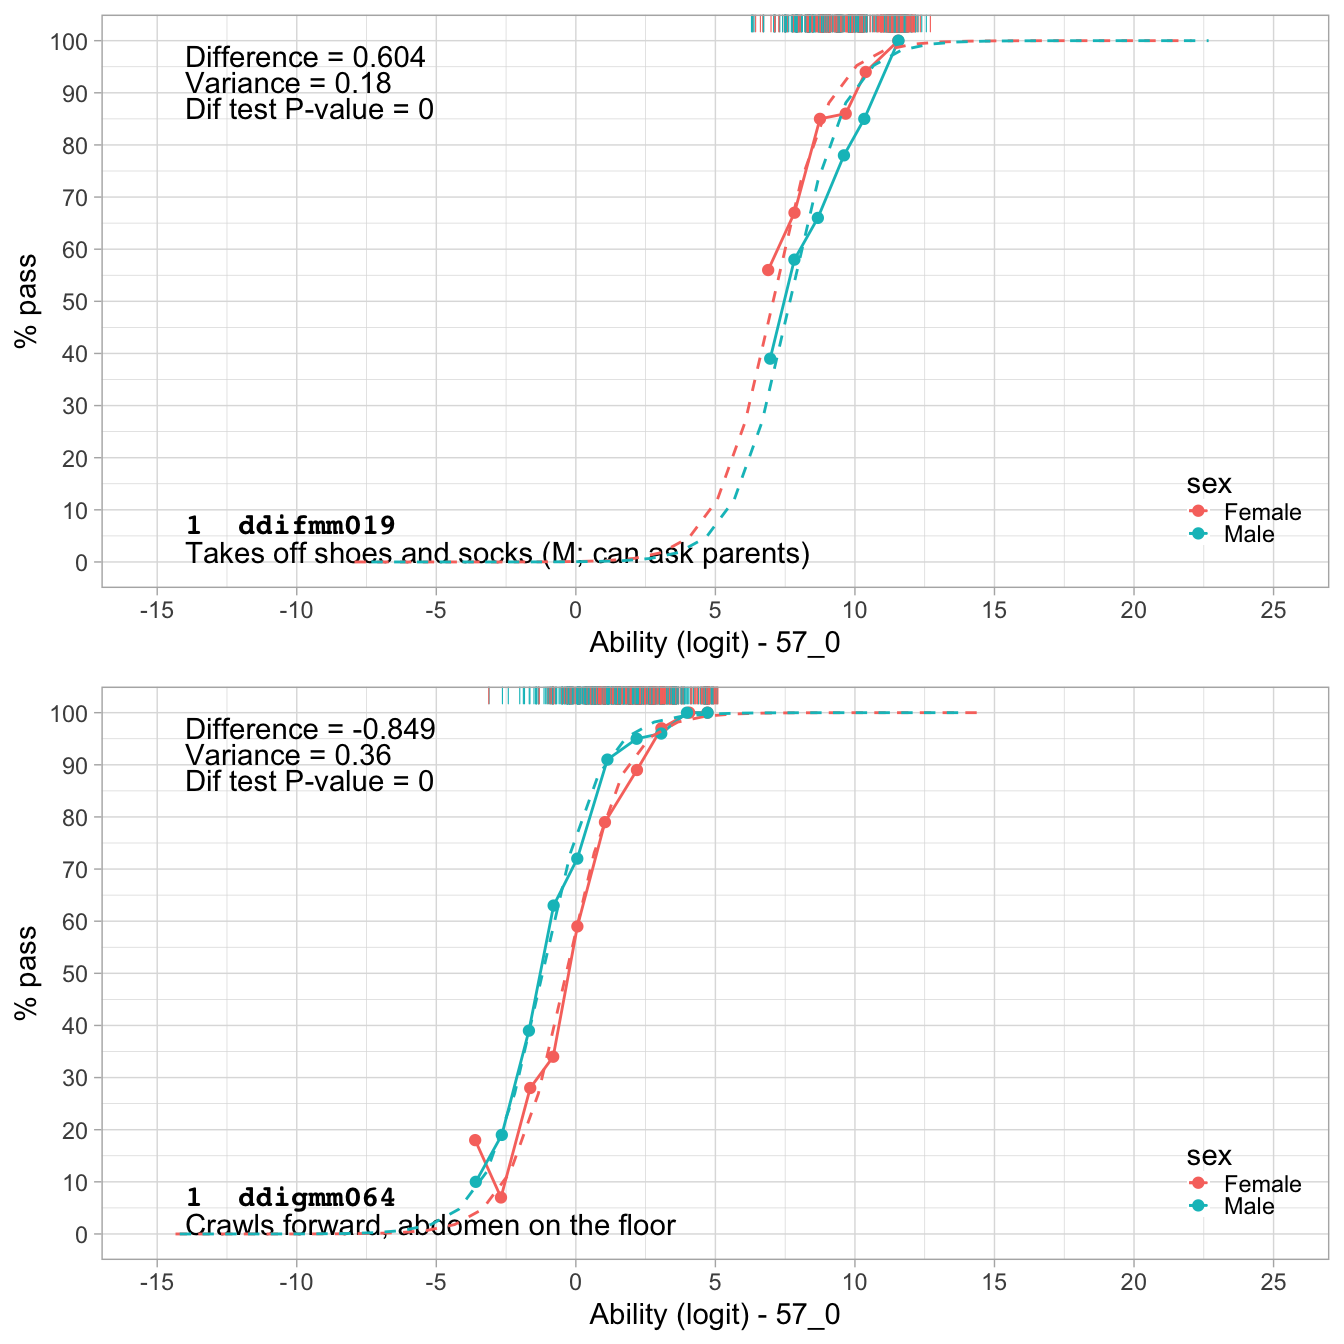 Difference = 0.604
Variance = 0.18
Dif test P-value = 0
100
90
80
70
60
50
40
30
20
10
0
% pass
sex
Female
Male
1 ddifmm019
Takes off shoes and socks (M; can ask parents)
-15 -10 -5 0 5 10 15 20 25
Ability (logit) - 57_0
Difference = -0.849
Variance = 0.36
Dif test P-value = 0
100
90
80
70
60
50
40
30
20
10
0
% pass
sex
Female
Male
1 ddigmm064
Crawls forward, abdomen on the floor
-15 -10 -5 0 5 10 15 20 25
Ability (logit) - 57_0